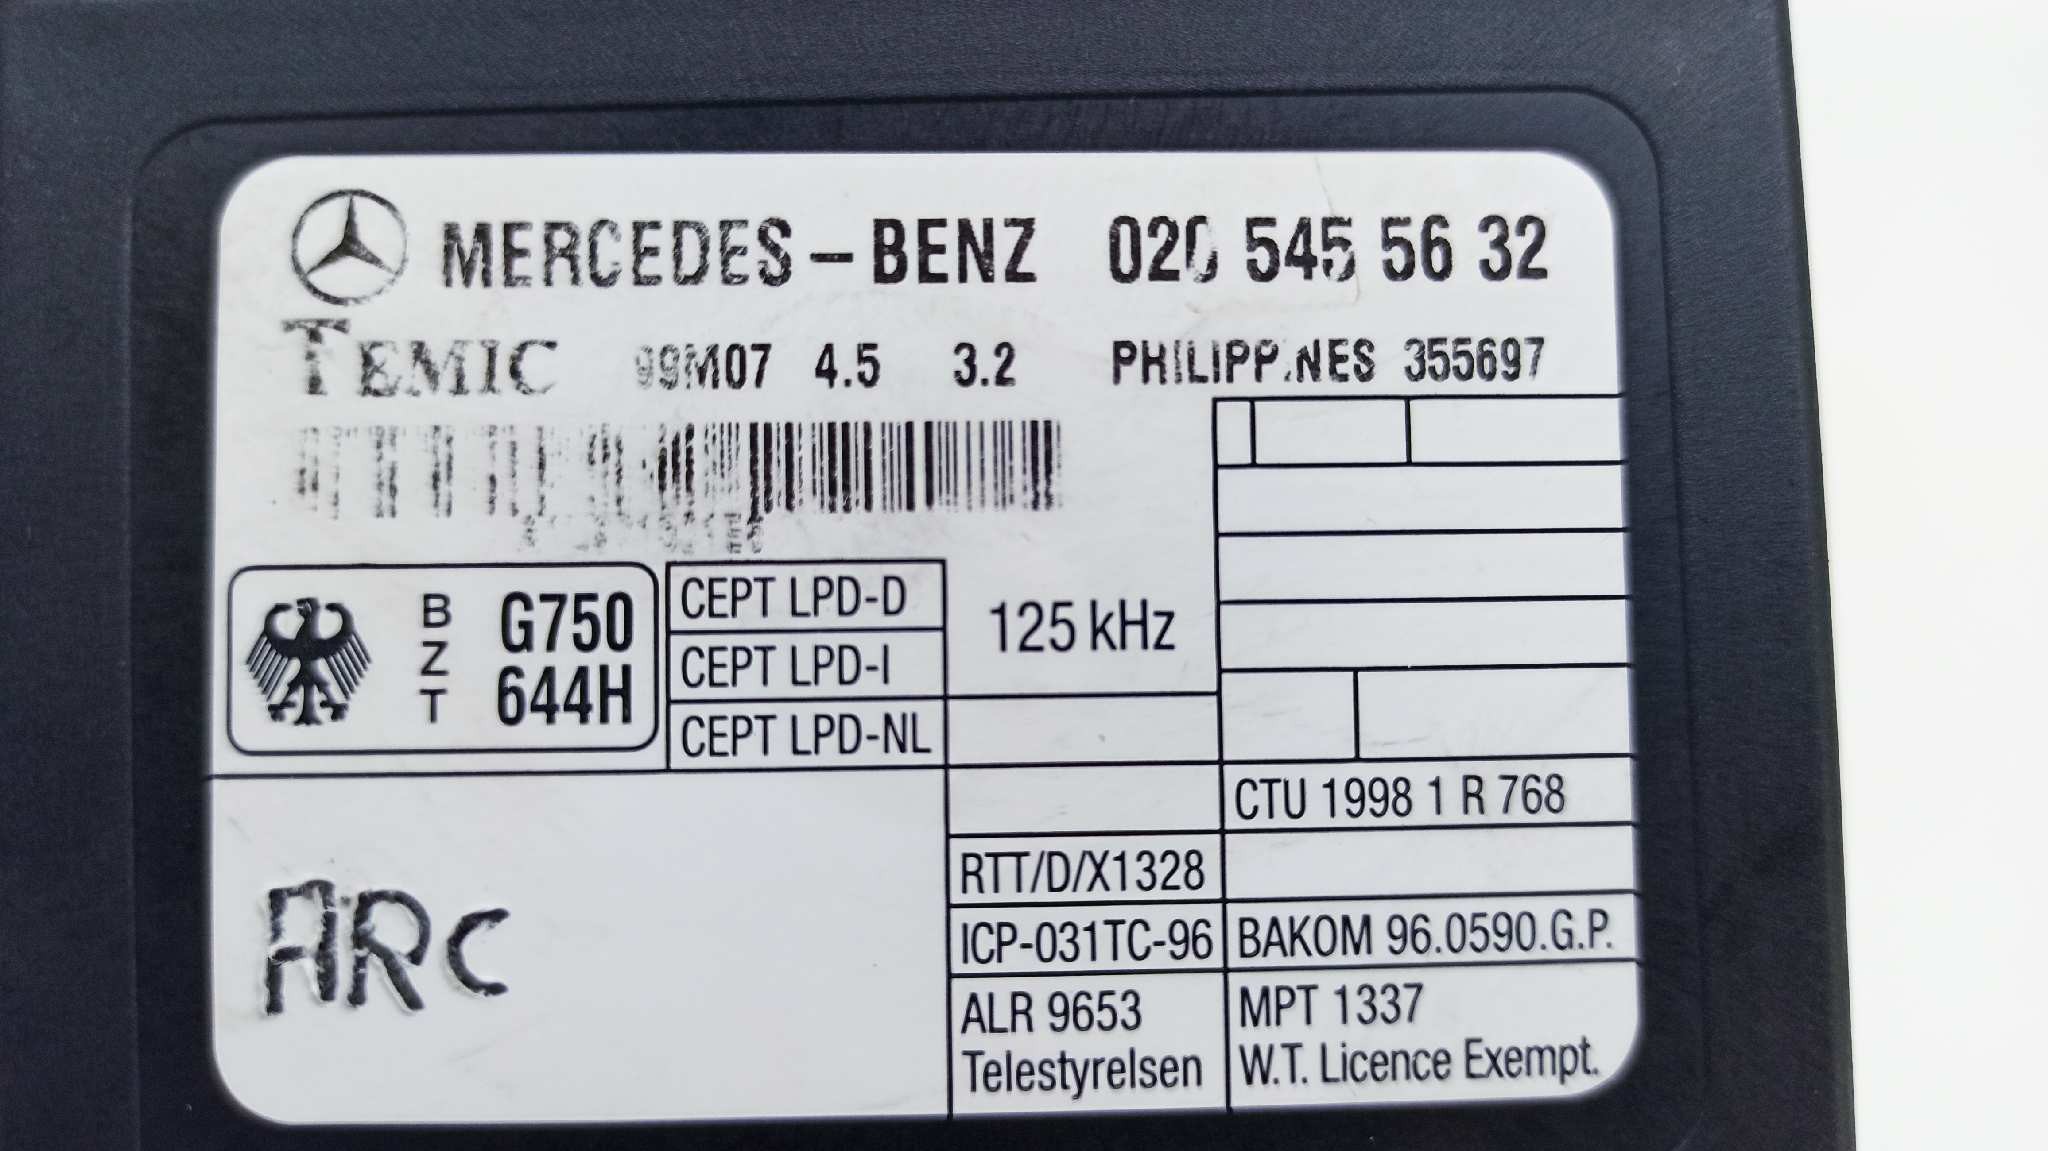 MERCEDES-BENZ 020 545 56 32
TEMIC 99M07 4.5 3.2 PHILIPPINES 355697
BZT G750
644H
CEPT LPD-D
CEPT LPD-I
CEPT LPD-NL
125 kHz
CTU 1998 1 R 768
RTT/D/X1328
ICP-031TC-96 BAKOM 96.0590.G.P.
ALR 9653
Telestyrelsen
MPT 1337
W.T. Licence Exempt.
ARC